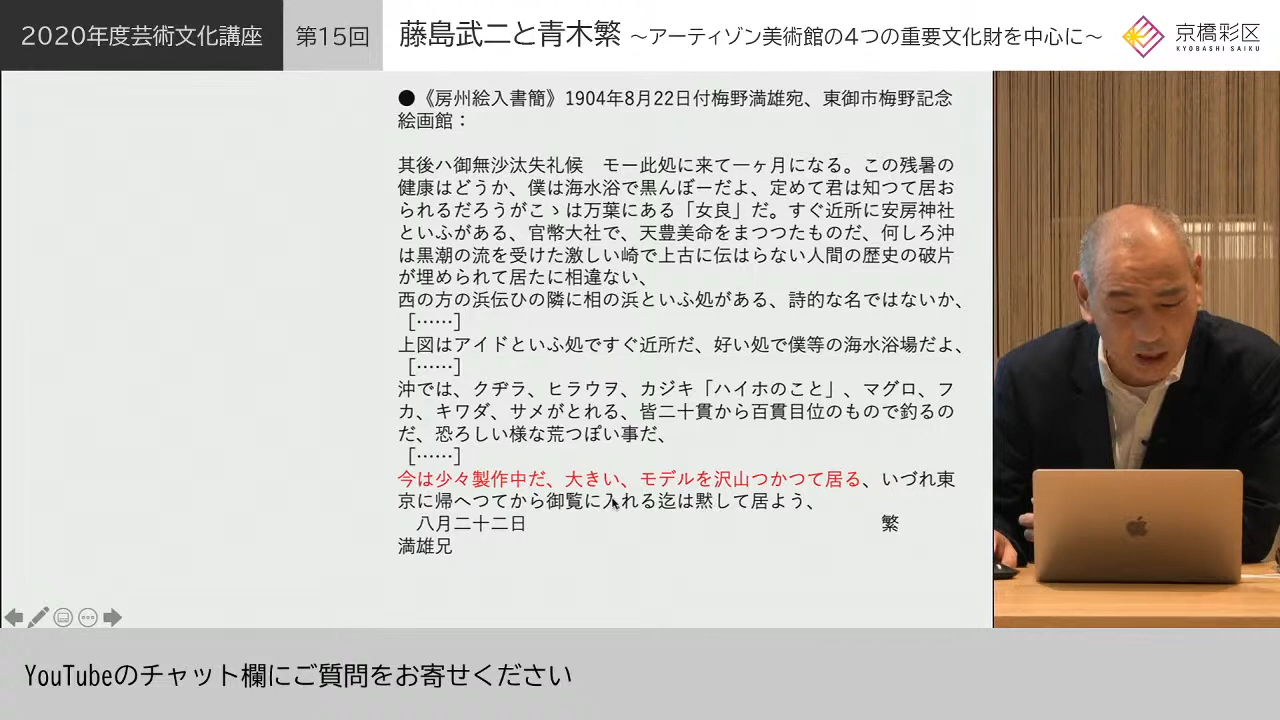 2020年度芸術文化講座
第15回
藤島武二と青木繁 ～アーティゾン美術館の4つの重要文化財を中心に～
京橋彩区
KYOBASHI SAIKU
●《房州絵入書簡》1904年8月22日付梅野満雄宛、東御市梅野記念
絵画館：
其後ハ御無沙汰失礼候　モー此処に来て一ヶ月になる。この残暑の
健康はどうか、僕は海水浴で黒んぼーだよ、定めて君は知つて居お
られるだろうがこゝは万葉にある「女良」だ。すぐ近所に安房神社
といふがある、官幣大社で、天豊美命をまつつたものだ、何しろ沖
は黒潮の流を受けた激しい崎で上古に伝はらない人間の歴史の破片
が埋められて居たに相違ない、
西の方の浜伝ひの隣に相の浜といふ処がある、詩的な名ではないか、
［……］
上図はアイドといふ処ですぐ近所だ、好い処で僕等の海水浴場だよ、
［……］
沖では、クヂラ、ヒラウヲ、カジキ「ハイホのこと」、マグロ、フ
カ、キワダ、サメがとれる、皆二十貫から百貫目位のもので釣るの
だ、恐ろしい様な荒つぽい事だ、
［……］
今は少々製作中だ、大きい、モデルを沢山つかつて居る、いづれ東
京に帰へつてから御覧に入れる迄は黙して居よう、
八月二十二日　繁
満雄兄
YouTubeのチャット欄にご質問をお寄せください